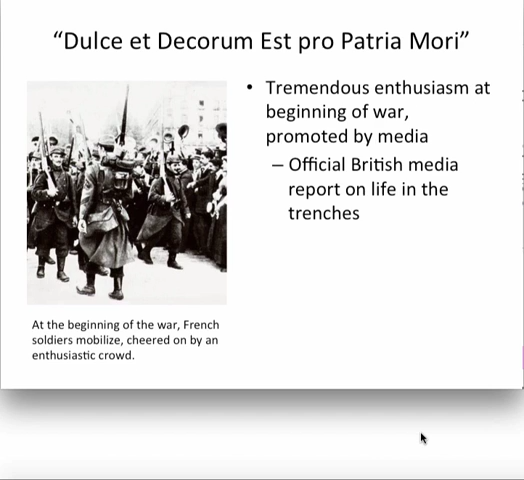 “Dulce et Decorum Est pro Patria Mori”
• Tremendous enthusiasm at
beginning of war,
promoted by media
– Official British media
report on life in the
trenches
At the beginning of the war, French
soldiers mobilize, cheered on by an
enthusiastic crowd.